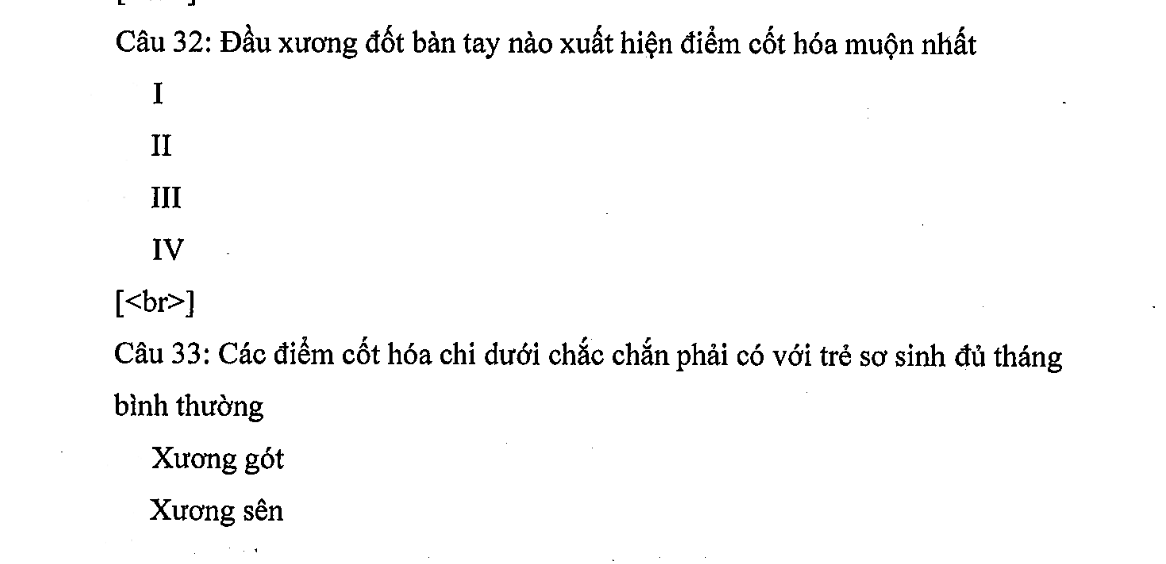 Câu 32: Đầu xương đốt bàn tay nào xuất hiện điểm cốt hóa muộn nhất
I
II
III
IV
[<br>]
Câu 33: Các điểm cốt hóa chi dưới chắc chắn phải có với trẻ sơ sinh đủ tháng
bình thường
Xương gót
Xương sên